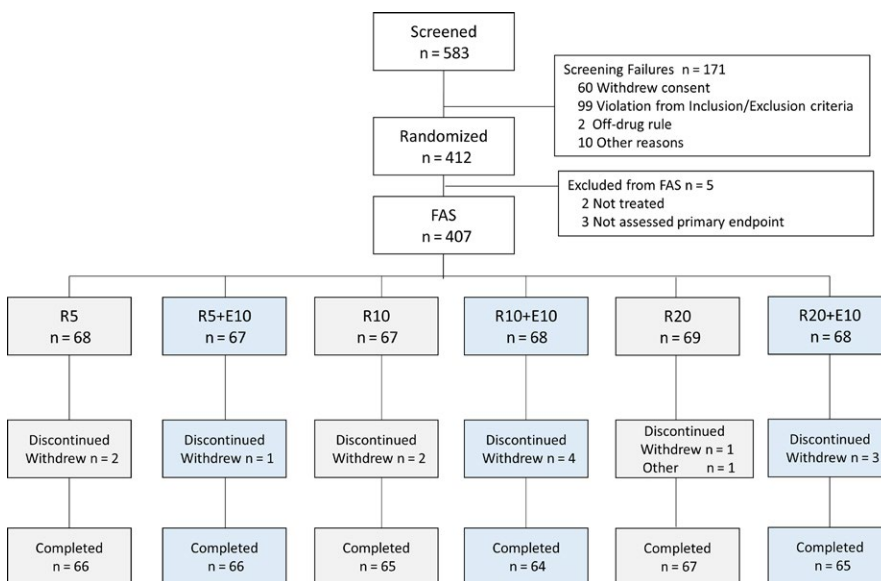 Screened
n = 583
Screening Failures n = 171
60 Withdrew consent
99 Violation from Inclusion/Exclusion criteria
2 Off-drug rule
10 Other reasons
Randomized
n = 412
Excluded from FAS n = 5
2 Not treated
3 Not assessed primary endpoint
FAS
n = 407
R5
n = 68
R5+E10
n = 67
R10
n = 67
R10+E10
n = 68
R20
n = 69
R20+E10
n = 68
Discontinued
Withdrew n = 2
Discontinued
Withdrew n = 1
Discontinued
Withdrew n = 2
Discontinued
Withdrew n = 4
Discontinued
Withdrew n = 1
Other n = 1
Discontinued
Withdrew n = 3
Completed
n = 66
Completed
n = 66
Completed
n = 65
Completed
n = 64
Completed
n = 67
Completed
n = 65